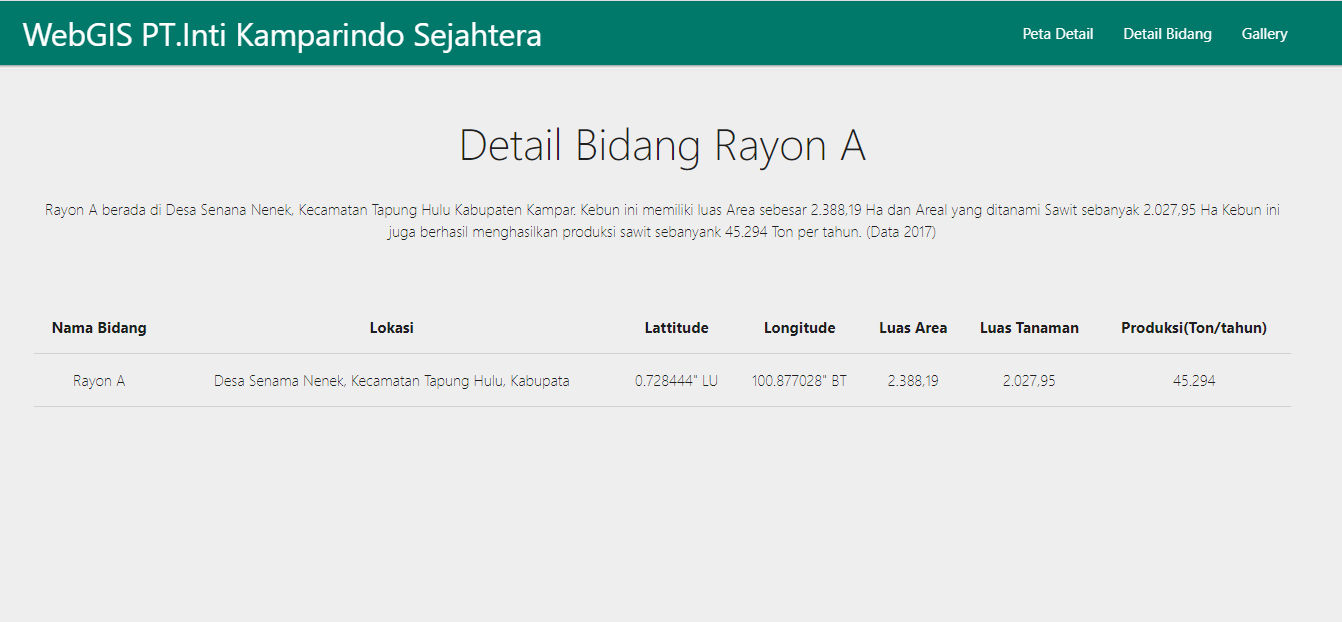 WebGIS PT.Inti Kamparindo Sejahtera
Peta Detail Detail Bidang Gallery
Detail Bidang Rayon A
Rayon A berada di Desa Senana Nenek, Kecamatan Tapung Hulu Kabupaten Kampar. Kebun ini memiliki luas Area sebesar 2.388,19 Ha dan Areal yang ditanami Sawit sebanyak 2.027,95 Ha Kebun ini
juga berhasil menghasilkan produksi sawit sebanyank 45.294 Ton per tahun. (Data 2017)
Nama Bidang Lokasi Lattitude Longitude Luas Area Luas Tanaman Produksi(Ton/tahun)
Rayon A Desa Senama Nenek, Kecamatan Tapung Hulu, Kabupata 0.728444" LU 100.877028" BT 2.388,19 2.027,95 45.294